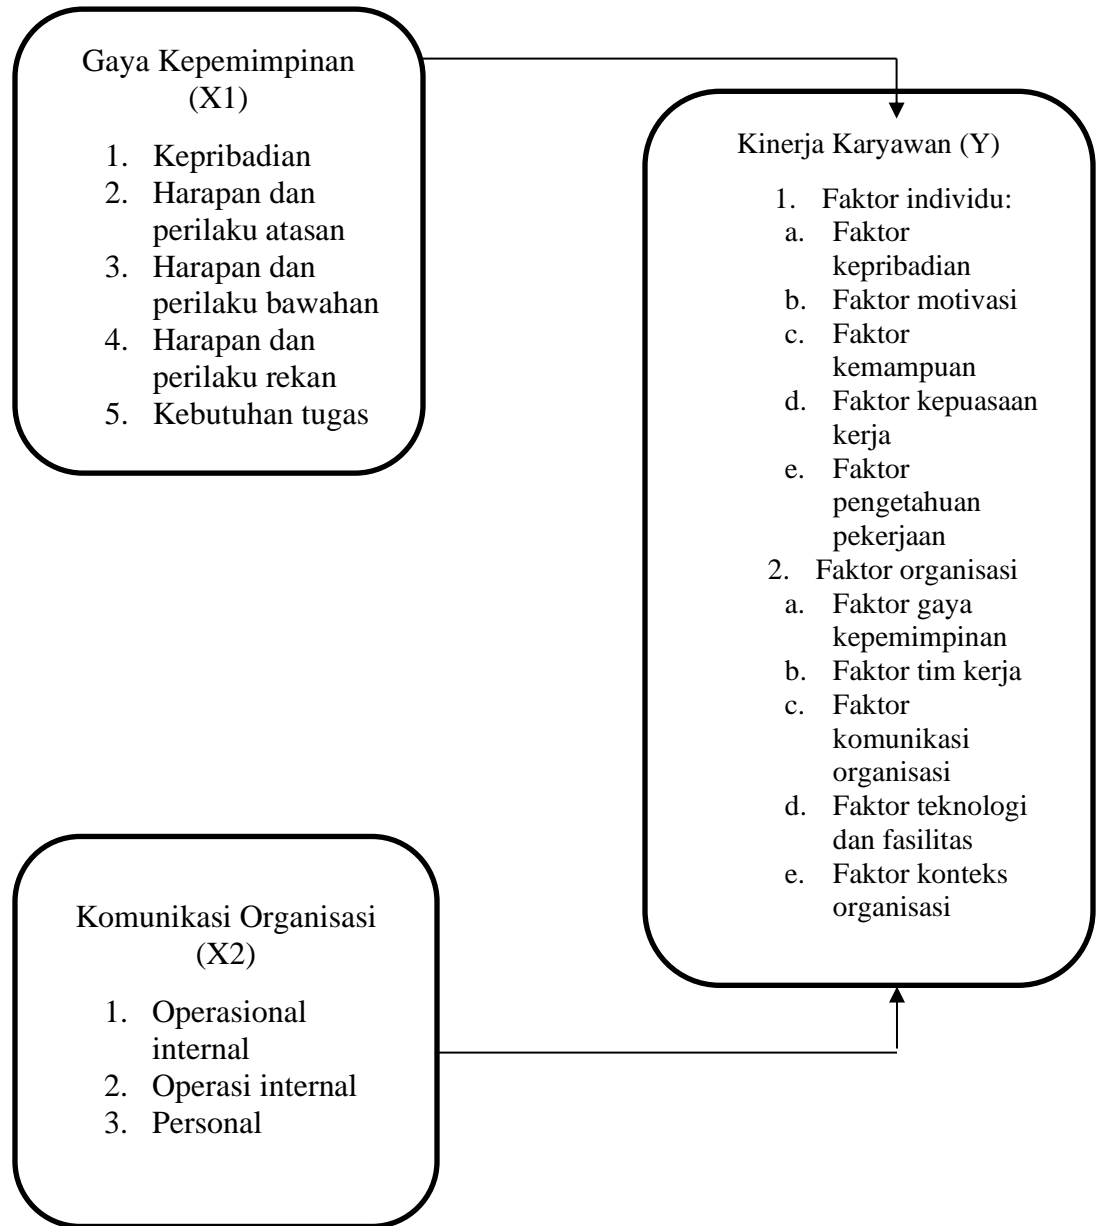 Gaya Kepemimpinan
(X1)
1. Kepribadian
2. Harapan dan
perilaku atasan
3. Harapan dan
perilaku bawahan
4. Harapan dan
perilaku rekan
5. Kebutuhan tugas
Kinerja Karyawan (Y)
1. Faktor individu:
a. Faktor
kepribadian
b. Faktor motivasi
c. Faktor
kemampuan
d. Faktor kepuasaan
kerja
e. Faktor
pengetahuan
pekerjaan
2. Faktor organisasi
a. Faktor gaya
kepemimpinan
b. Faktor tim kerja
c. Faktor
komunikasi
organisasi
d. Faktor teknologi
dan fasilitas
e. Faktor konteks
organisasi
Komunikasi Organisasi
(X2)
1. Operasional
internal
2. Operasi internal
3. Personal